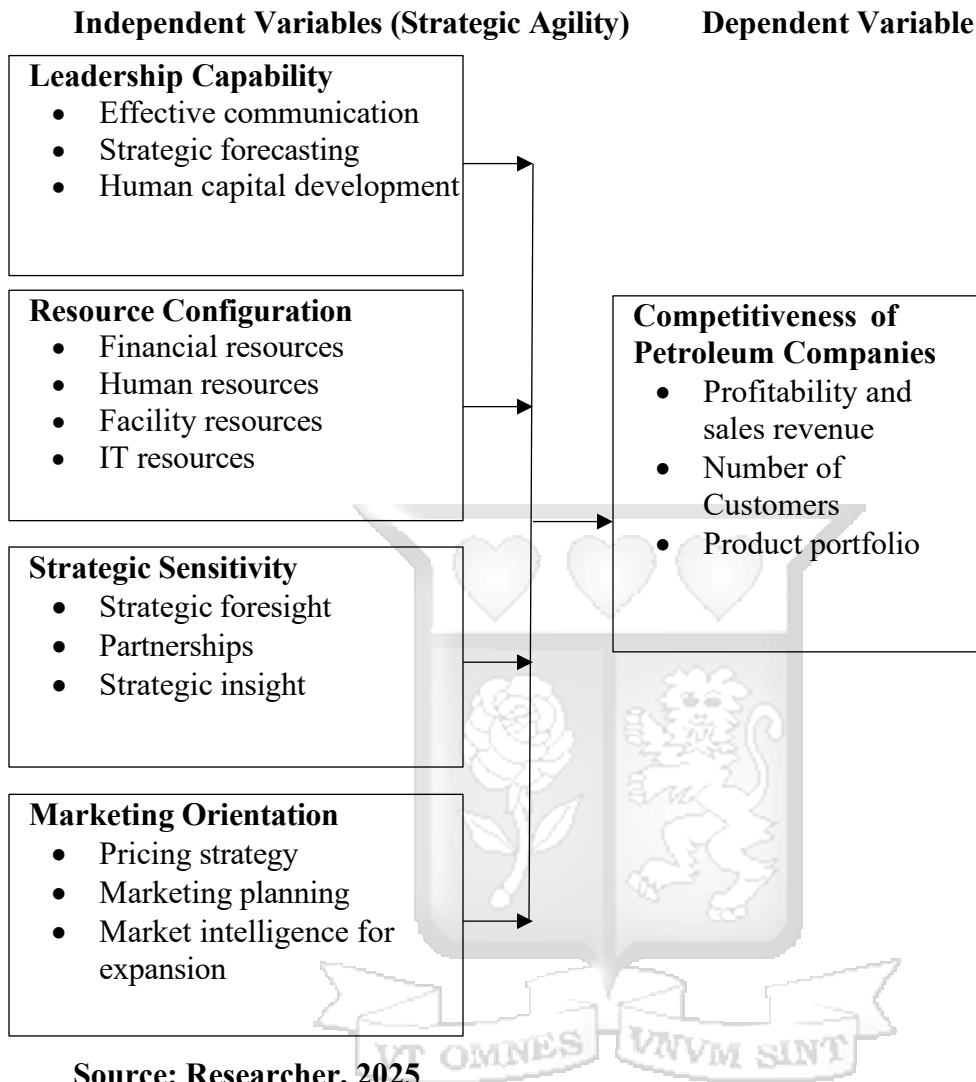 Independent Variables (Strategic Agility) Dependent Variable
Leadership Capability
• Effective communication
• Strategic forecasting
• Human capital development
Resource Configuration
• Financial resources
• Human resources
• Facility resources
• IT resources
Competitiveness of
Petroleum Companies
• Profitability and
sales revenue
• Number of
Customers
• Product portfolio
Strategic Sensitivity
• Strategic foresight
• Partnerships
• Strategic insight
Marketing Orientation
• Pricing strategy
• Marketing planning
• Market intelligence for
expansion
VT OMNES VNVM SINT
Source: Researcher, 2025